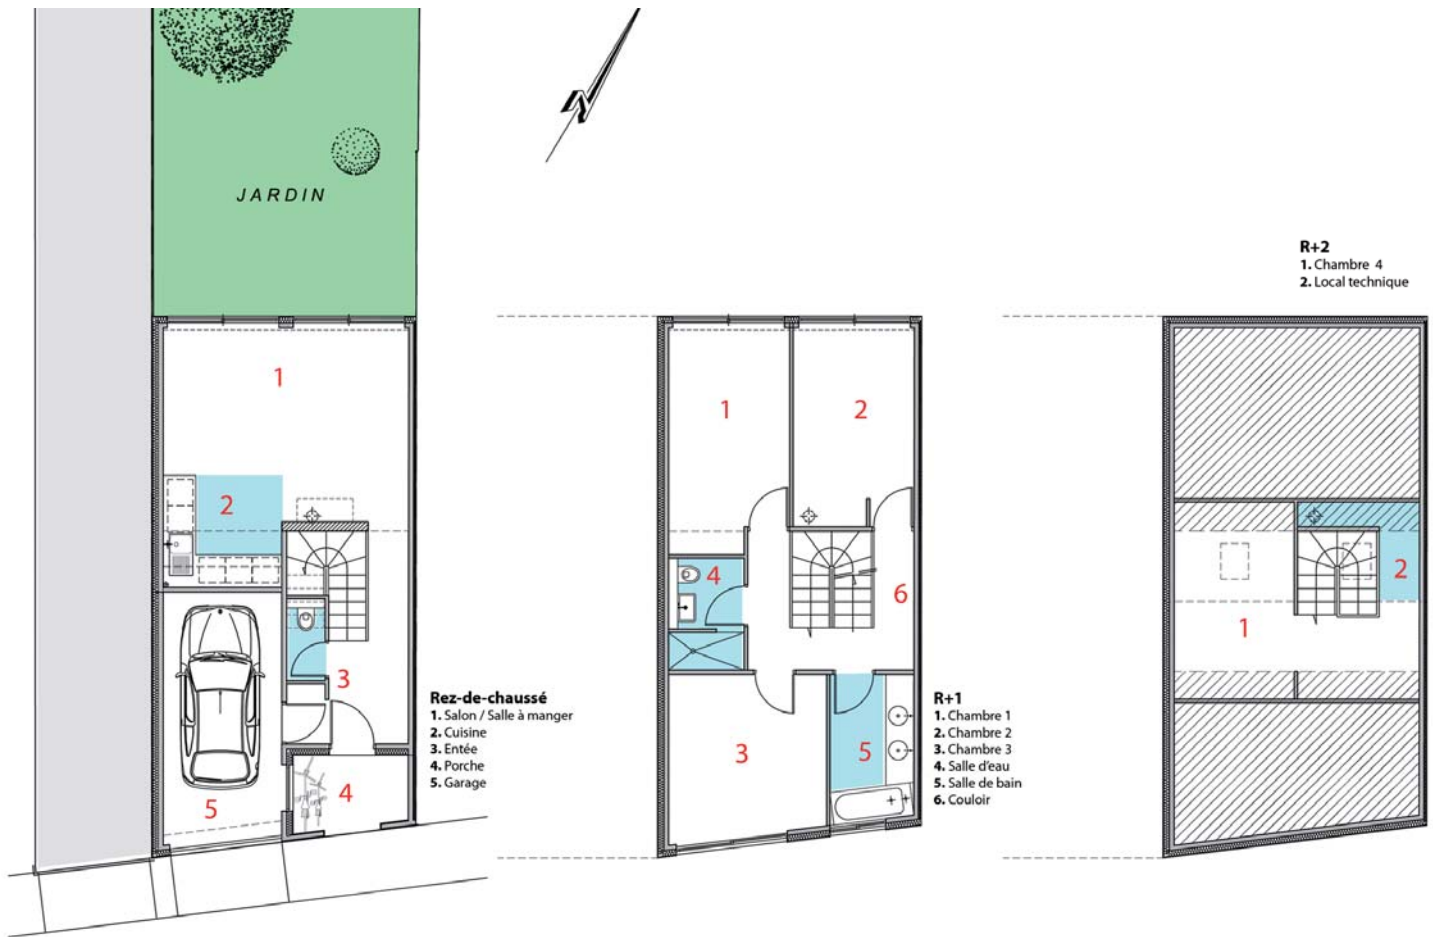 JARDIN
1
2
3
4
5
Rez-de-chaussé
1. Salon / Salle à manger
2. Cuisine
3. Entée
4. Porche
5. Garage
1
2
4
6
3
5
R+1
1. Chambre 1
2. Chambre 2
3. Chambre 3
4. Salle d'eau
5. Salle de bain
6. Couloir
R+2
1. Chambre 4
2. Local technique
2
1